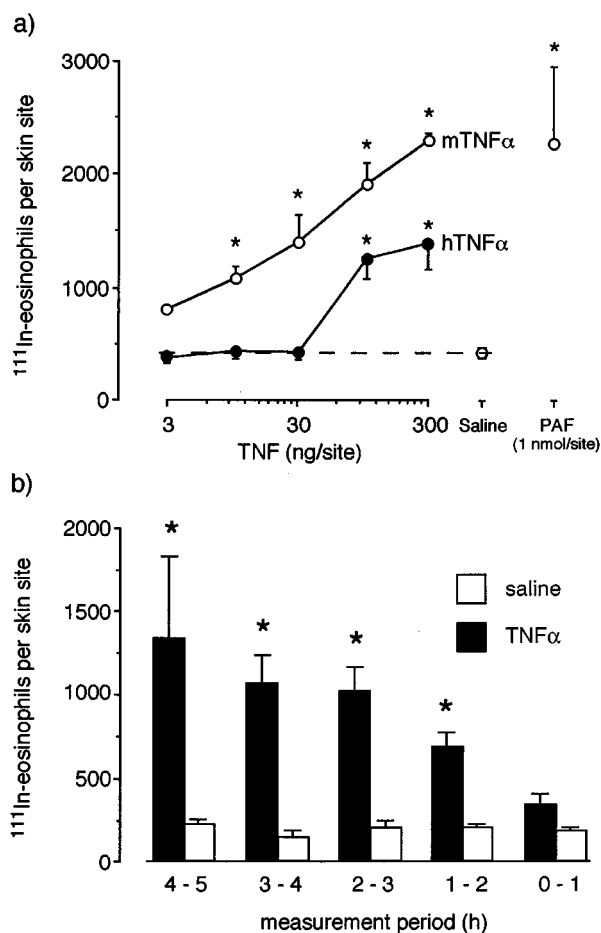 a)
3000
2000
1000
0
¹¹¹In-eosinophils per skin site
*
*
*
*
*
*
*
mTNFα
hTNFα
3
30
300
Saline
PAF
(1 nmol/site)
TNF (ng/site)
b)
2000
1500
1000
500
0
¹¹¹In-eosinophils per skin site
*
*
*
*
saline
TNFα
4 - 5
3 - 4
2 - 3
1 - 2
0 - 1
measurement period (h)